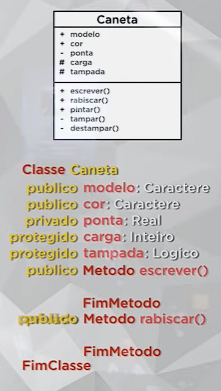 Caneta
+ modelo
+ cor
- ponta
# carga
# tampada
+ escrever()
+ rabiscar()
+ pintar()
- tampar()
- destampar()
Classe Caneta
publico modelo: Caractere
publico cor: Caractere
privado ponta: Real
protegido carga: Inteiro
protegido tampada: Logico
publico Metodo escrever()
FimMetodo
publico Metodo rabiscar()
FimMetodo
FimClasse